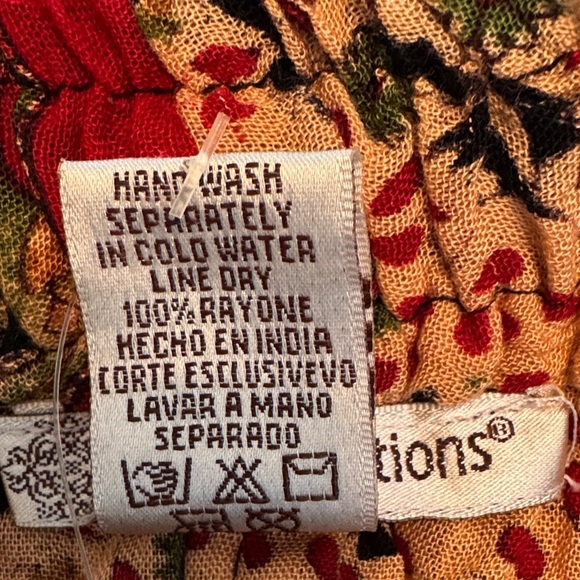 HAND WASH
SEPARATELY
IN COLD WATER
LINE DRY
100% RAYONE
HECHO EN INDIA
CORTE ESCLUSIVEVO
LAVAR A MANO
SEPARADO
tions®